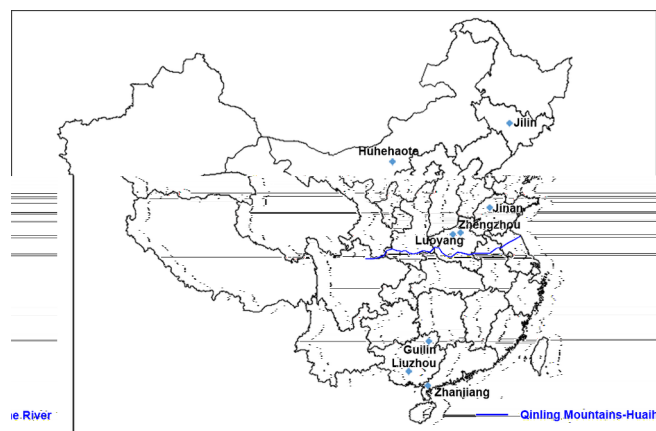 Jilin
Huhehaote
Jinan
Zhengzhou
Luoyang
Guilin
Liuzhou
Zhanjiang
e River
Qinling Mountains-Huaih